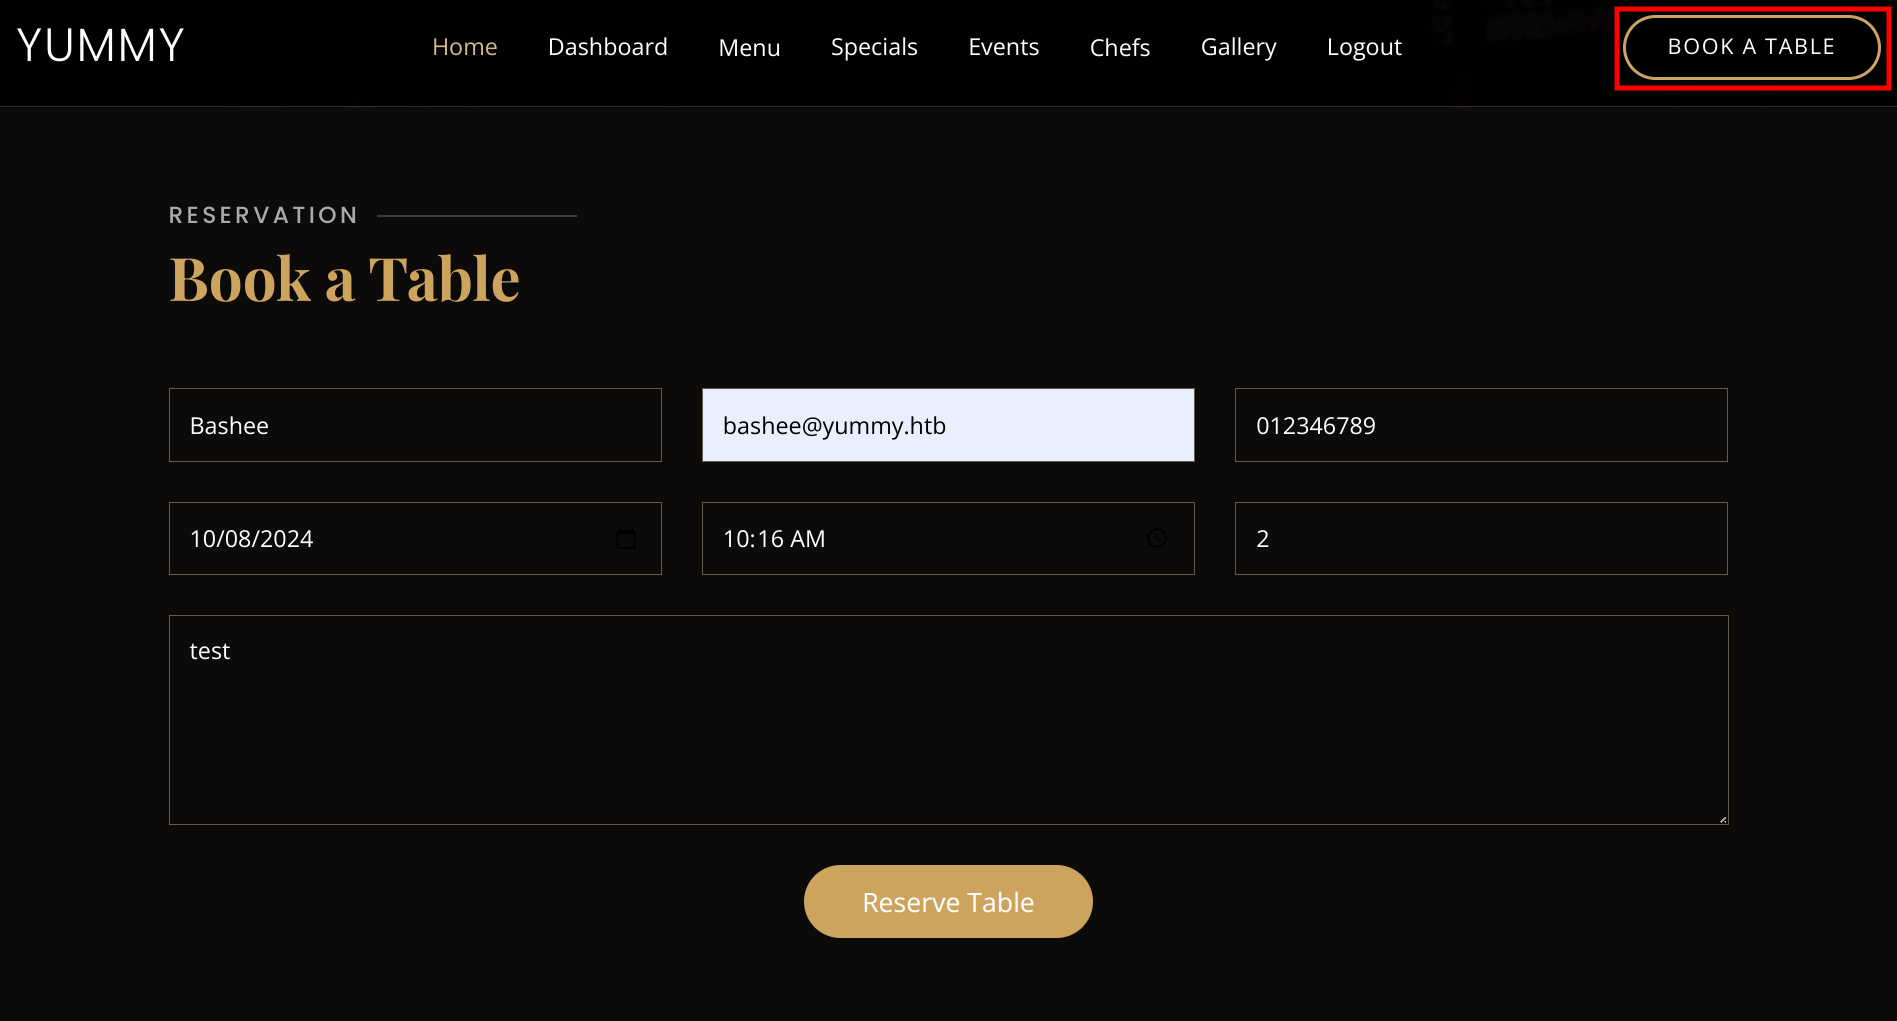 YUMMY
Home Dashboard Menu Specials Events Chefs Gallery Logout
BOOK A TABLE
RESERVATION
Book a Table
Bashee bashee@yummy.htb 012346789
10/08/2024 10:16 AM 2
test
Reserve Table